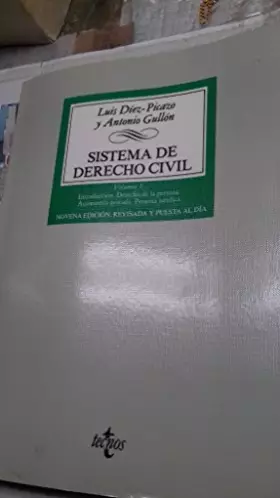 Luis Díez-Picazo
y Antonio Gullón
SISTEMA DE
DERECHO CIVIL
Volumen I
Introducción. Derecho de la persona
Autonomía privada. Persona jurídica
NOVENA EDICIÓN, REVISADA Y PUESTA AL DÍA
tecnos